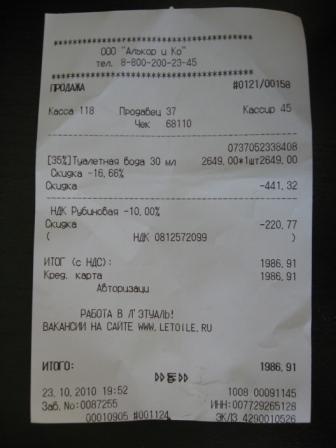 ************************************
ООО "Алькор и Ко"
тел. 8-800-200-23-45
************************************
ПРОДАЖА #0121/00158
Касса 118 Продавец 37 Кассир 45
Чек 68110
0737052338408
[35%]Туалетная вода 30 мл 2649,00*1шт2649,00
Скидка -16,66%
Скидка -441,32
НДК Рубиновая -10,00%
Скидка -220,77
( НДК 0812572099 )
ИТОГ (с НДС): 1986,91
Кред. карта 1986,91
Авторизаци
РАБОТА В Л'ЭТУАЛЬ!
ВАКАНСИИ НА САЙТЕ WWW.LETOILE.RU
ИТОГО: 1986,91
23.10.2010 19:52 1008 00091145
Зав.No:0087255 ИНН:007729265128
00010905 #001124 ЭКЛЗ 4290010526